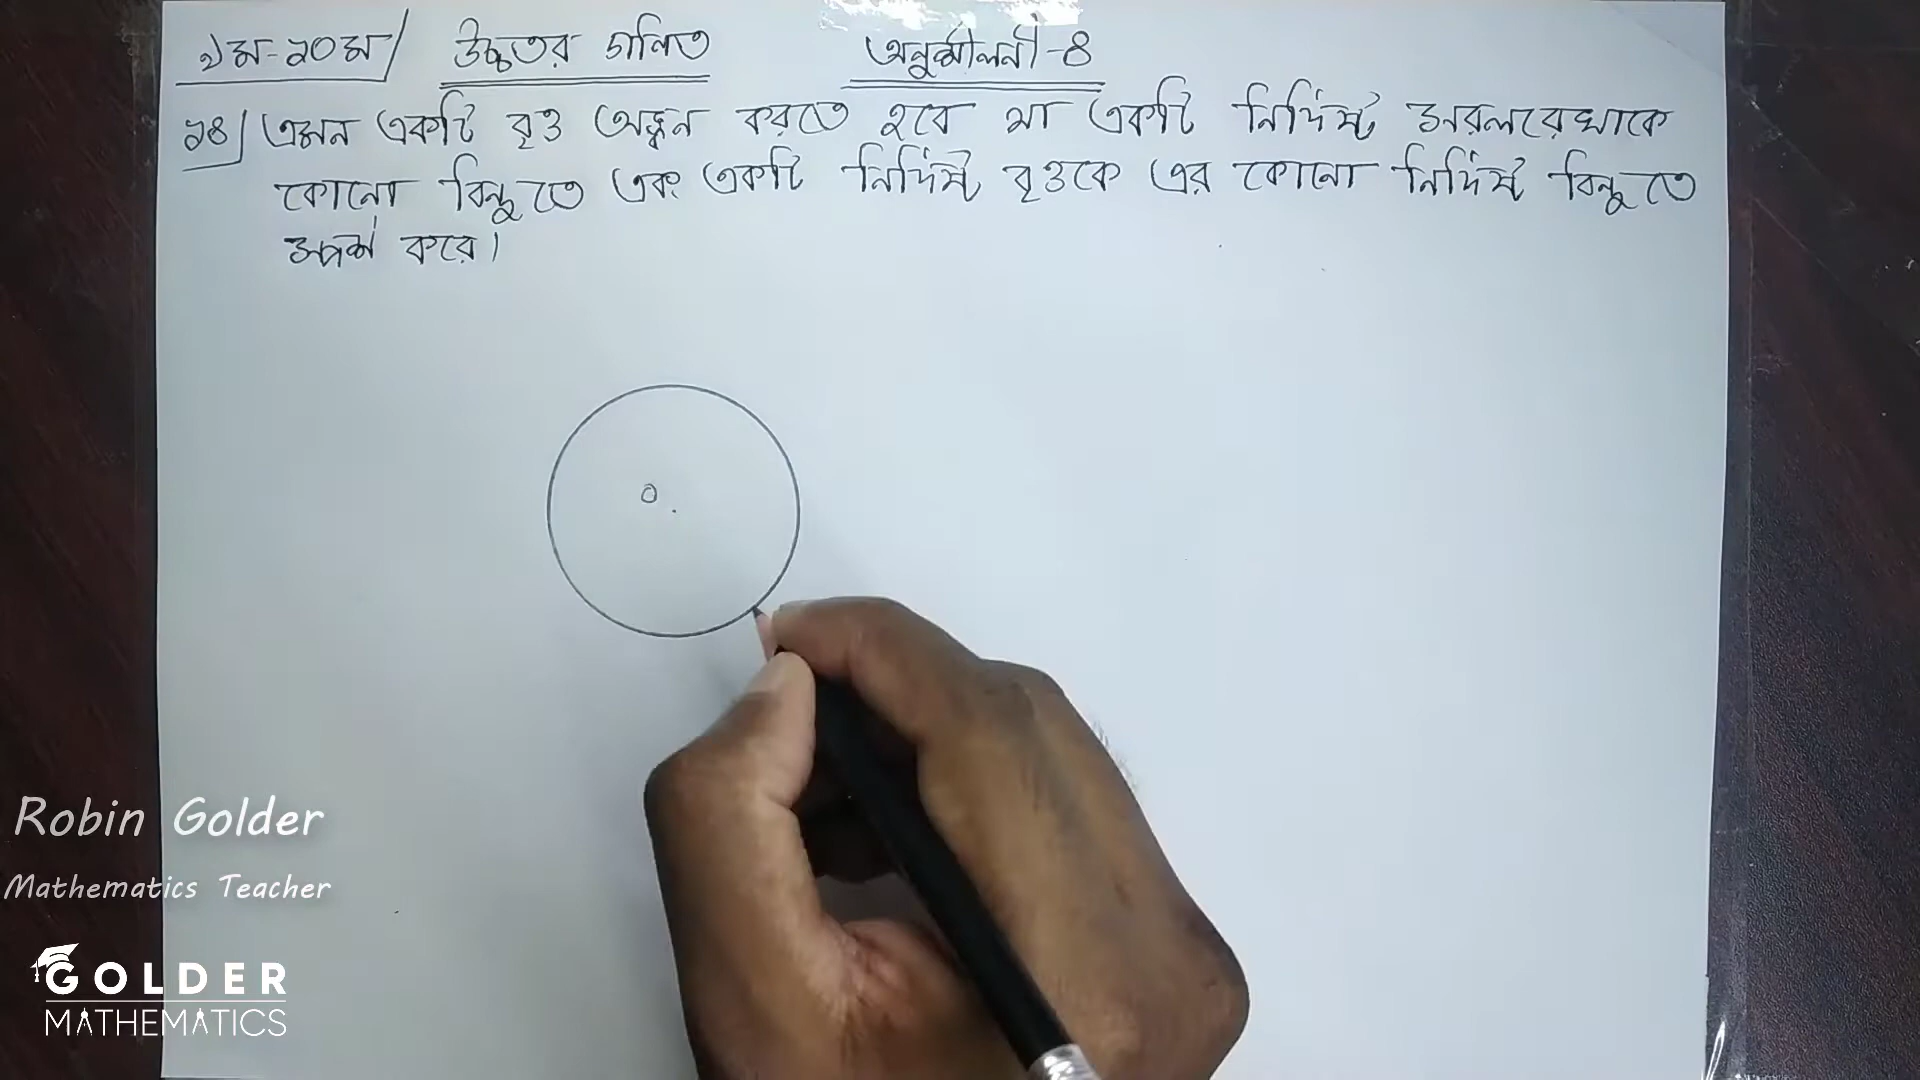 ৯ম-১০ম/ উচ্চতর গনিত অনুশীলনী-৪
১৪/ এমন একটি বৃত্ত অঙ্কন করতে হবে যা একটি নির্দিষ্ট সরলরেখাকে
কোনো বিন্দুতে এবং একটি নির্দিষ্ট বৃত্তকে এর কোনো নির্দিষ্ট বিন্দুতে
স্পর্শ করে।
O
Robin Golder
Mathematics Teacher
GOLDER
MATHEMATICS